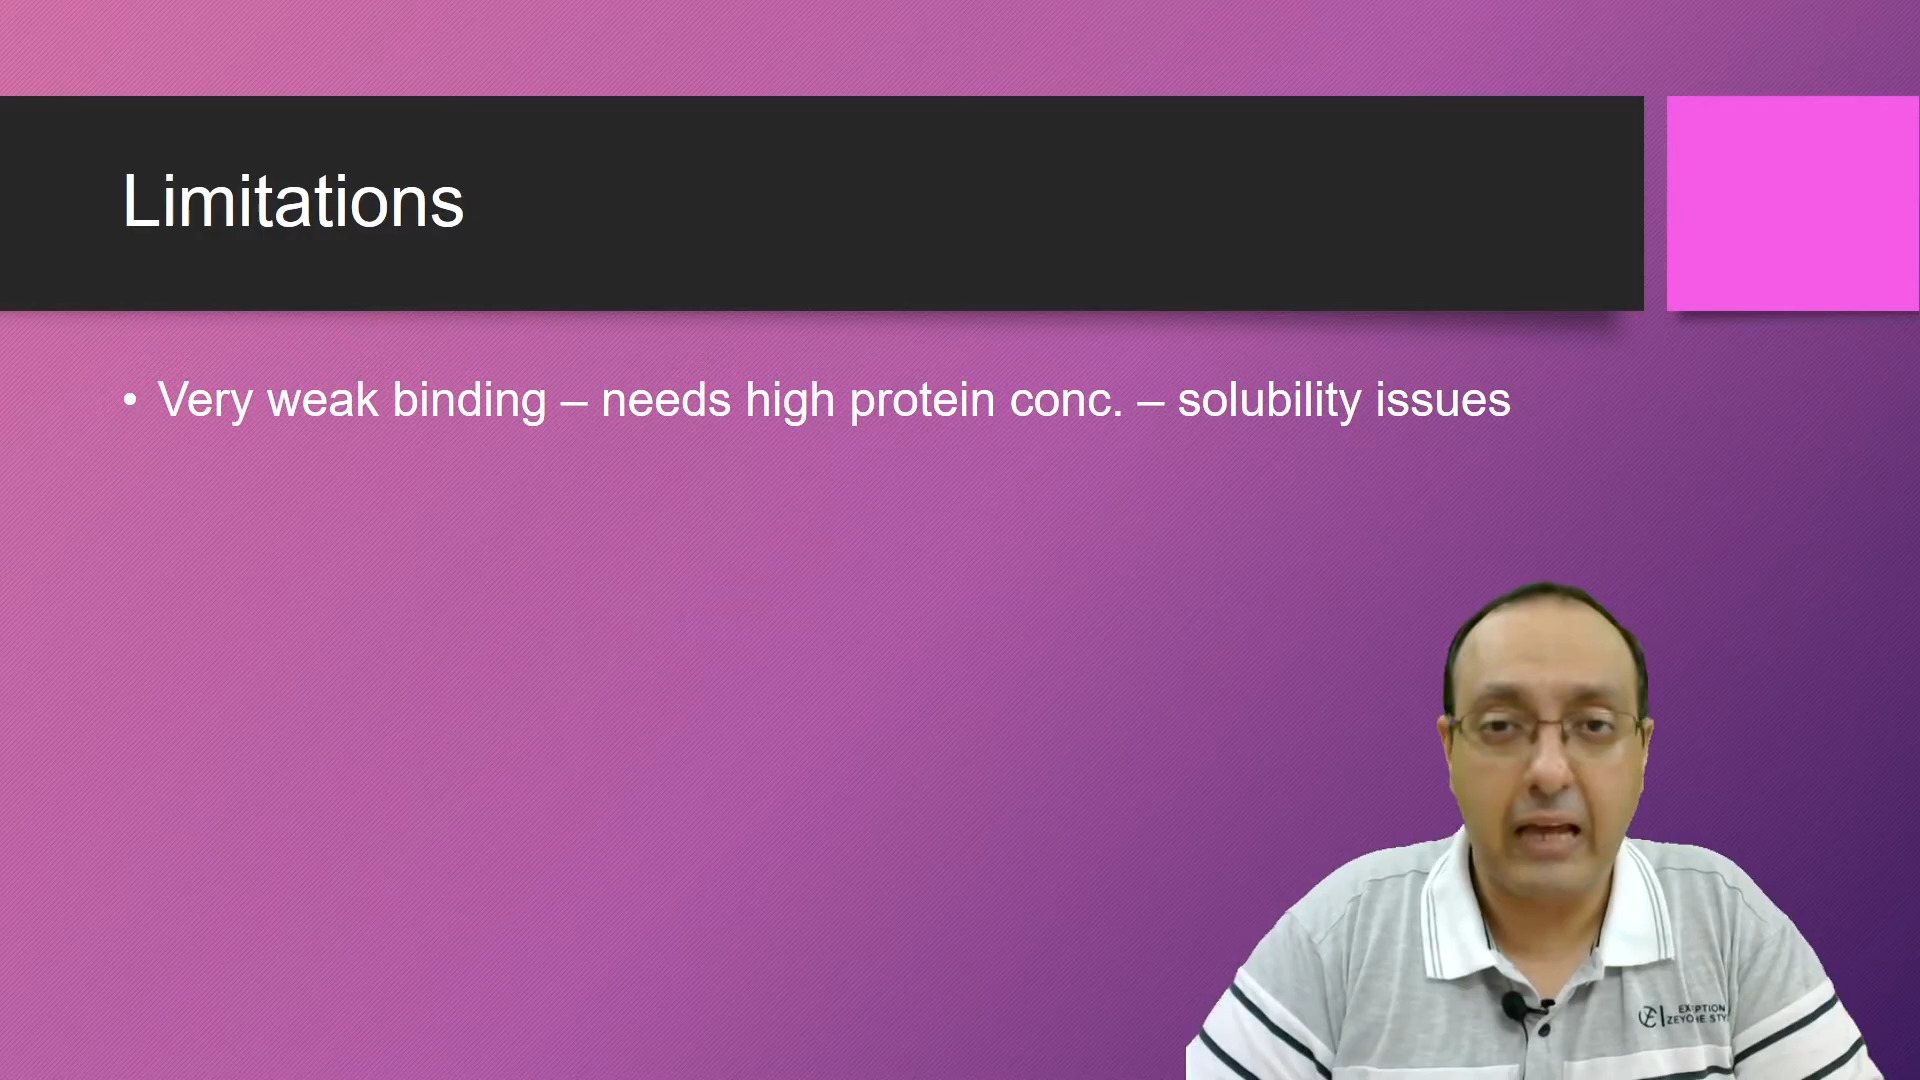 Limitations
• Very weak binding – needs high protein conc. – solubility issues